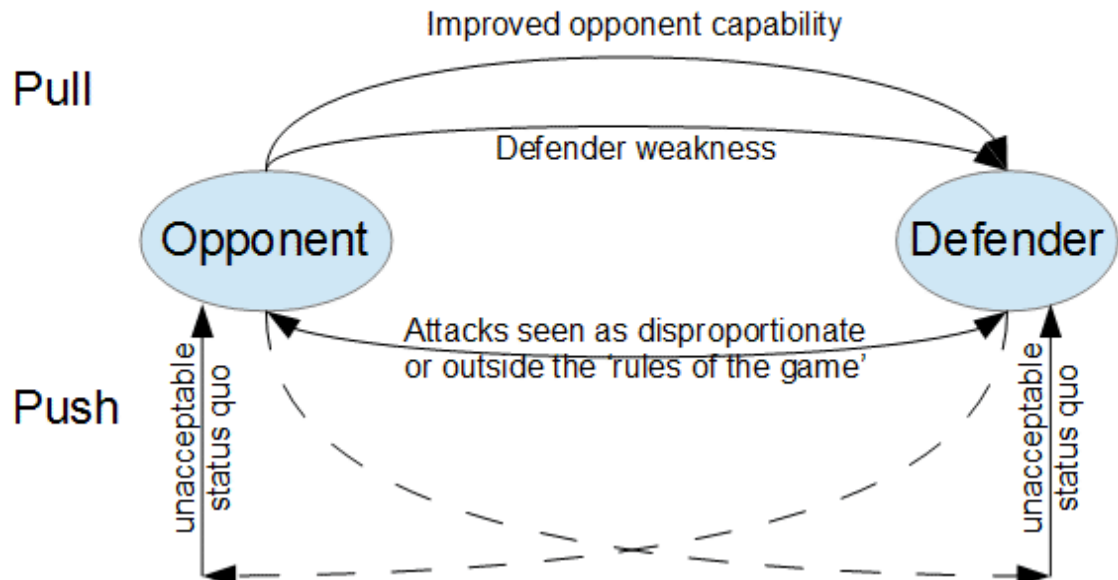 Improved opponent capability
Pull
Defender weakness
Opponent
Defender
Attacks seen as disproportionate
or outside the ‘rules of the game’
Push
unacceptable
status quo
unacceptable
status quo